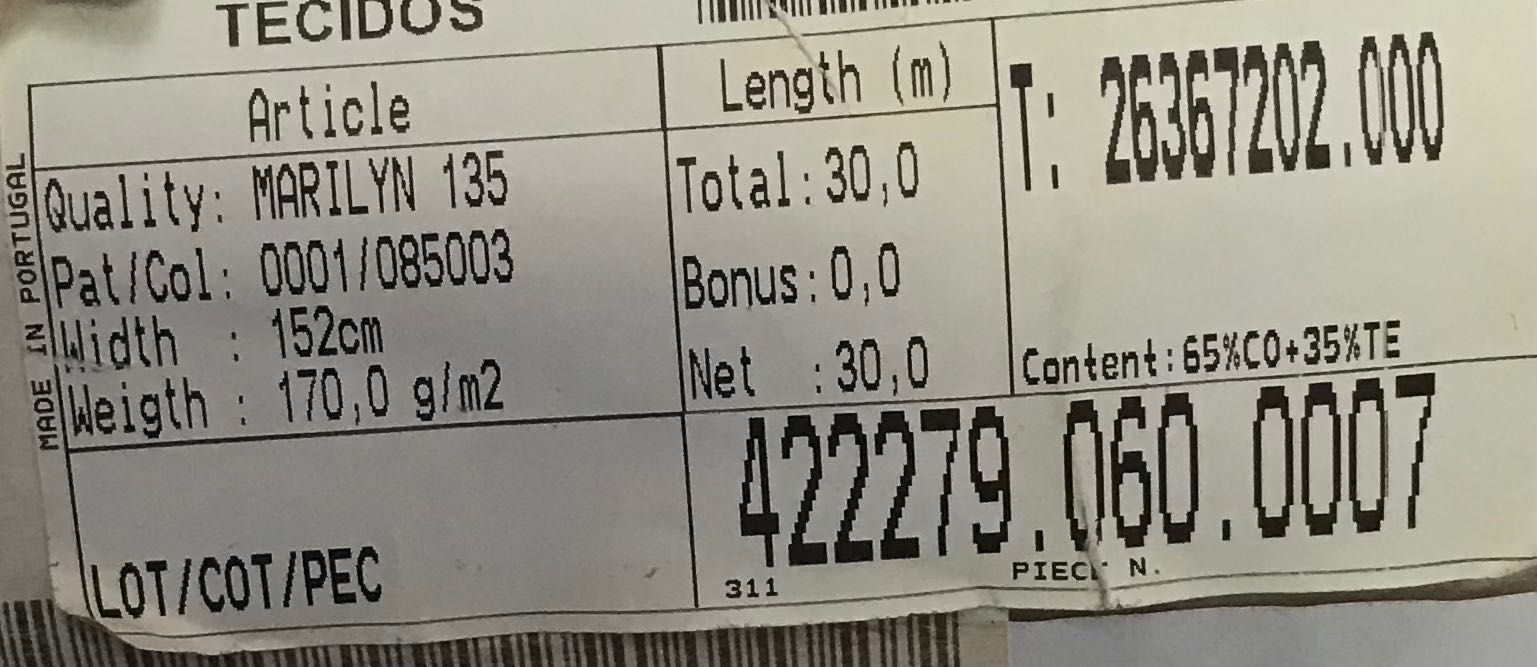 TECIDOS
Article
Quality: MARILYN 135
Pat/Col: 0001/085003
Width : 152cm
Weigth : 170,0 g/m2
MADE IN PORTUGAL
Length (m)
Total:30,0
Bonus:0,0
Net :30,0
T: 26367202.000
Content:65%CO+35%TE
LOT/COT/PEC
422279.060.0007
311
PIECE N.